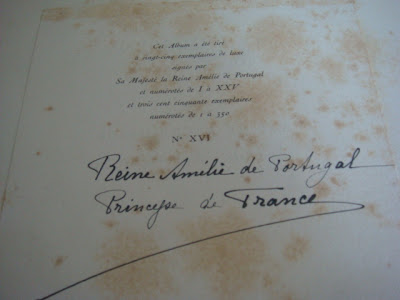 Cet Album a été tiré
à vingt-cinq exemplaires de luxe
signés par
Sa Majesté la Reine Amélie de Portugal
et numérotés de I à XXV
et trois cent cinquante exemplaires
numérotés de 1 à 350
N° XVI
Reine Amélie de Portugal
Princesse de France